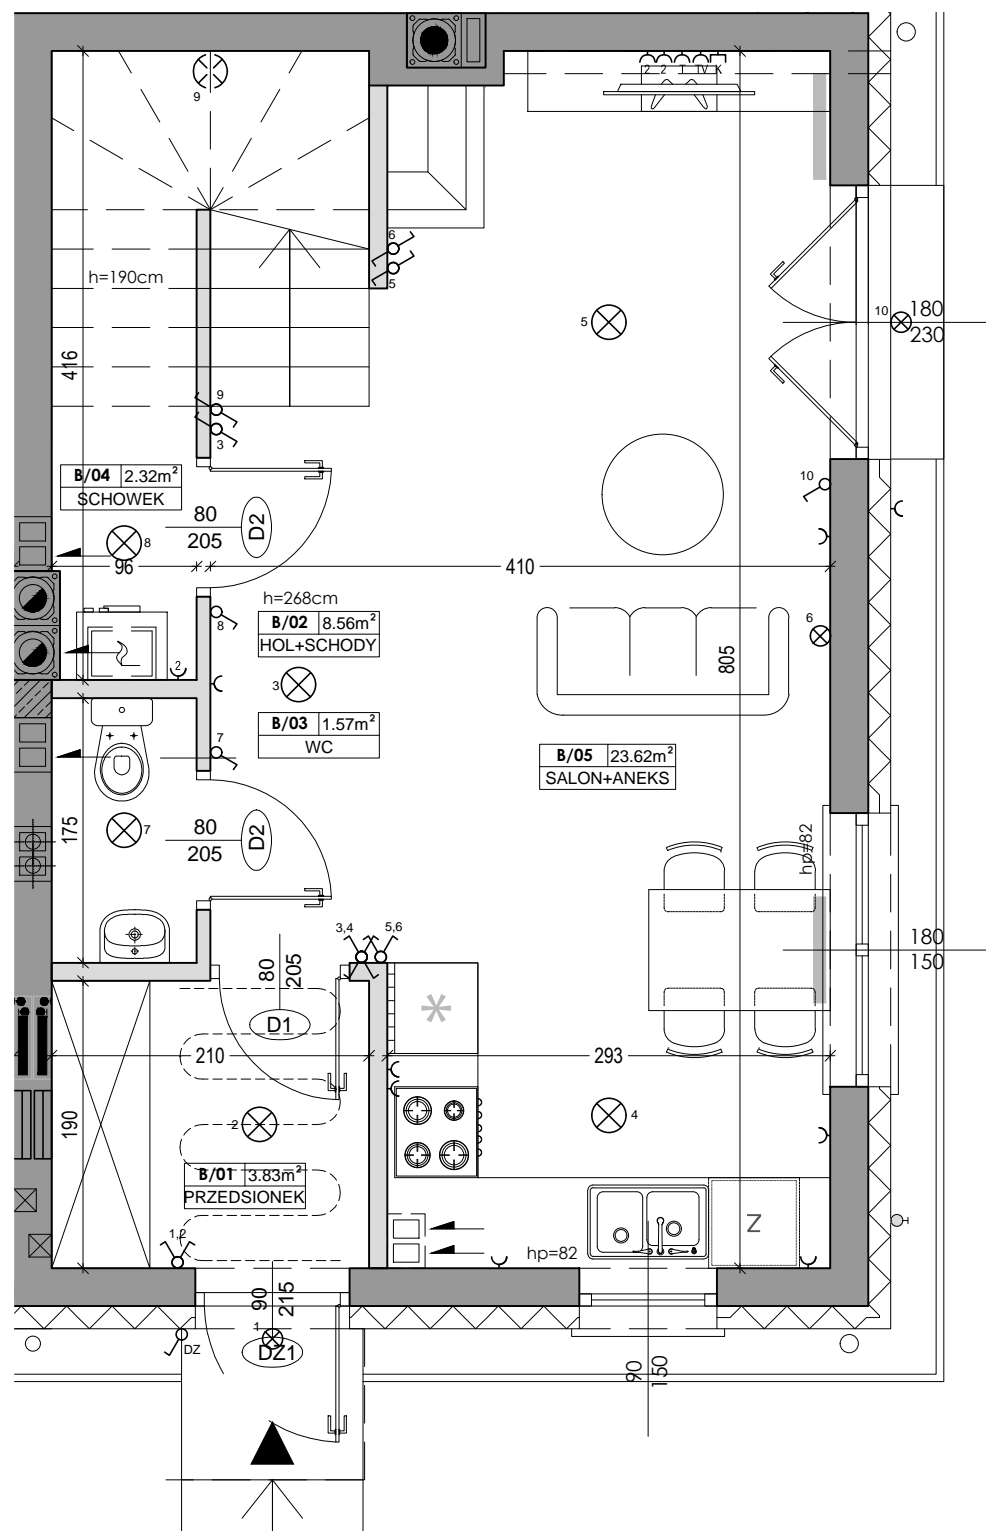 2 2 T TV K
9
6
5
h=190cm
5
10
180
230
416
9
3
B/04 2.32m²
SCHOWEK
10
80
205
D2
8
96
410
h=268cm
8
B/02 8.56m²
HOL+SCHODY
6
805
2
3
B/03 1.57m²
WC
7
B/05 23.62m²
SALON+ANEKS
175
7
80
205
D2
hp=82
3,4
5,6
180
150
80
205
D1
*
210
293
190
2
4
B/01 3.83m²
PRZEDSIONEK
1,2
Z
hp=82
90
215
1
DZ
DZ1
90
150